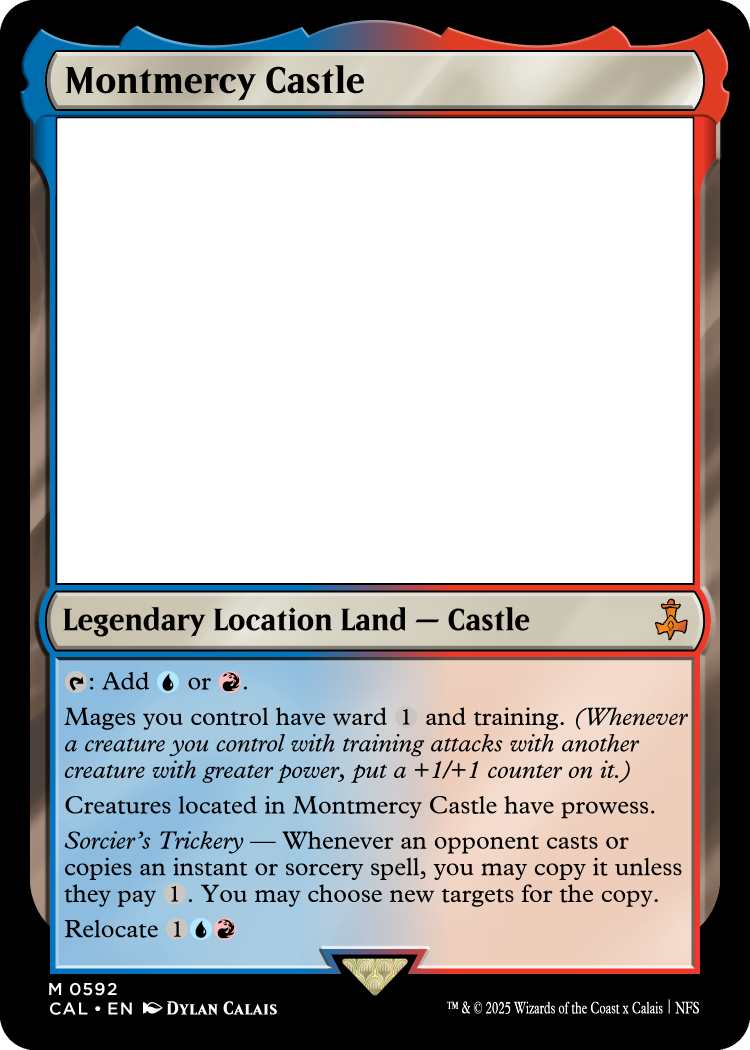 Montmercy Castle
Legendary Location Land — Castle
: Add or .
Mages you control have ward 1 and training. (Whenever
a creature you control with training attacks with another
creature with greater power, put a +1/+1 counter on it.)
Creatures located in Montmercy Castle have prowess.
Sorcier's Trickery — Whenever an opponent casts or
copies an instant or sorcery spell, you may copy it unless
they pay 1. You may choose new targets for the copy.
Relocate 1
M 0592
CAL • EN Dylan Calais
™ & © 2025 Wizards of the Coast x Calais | NFS